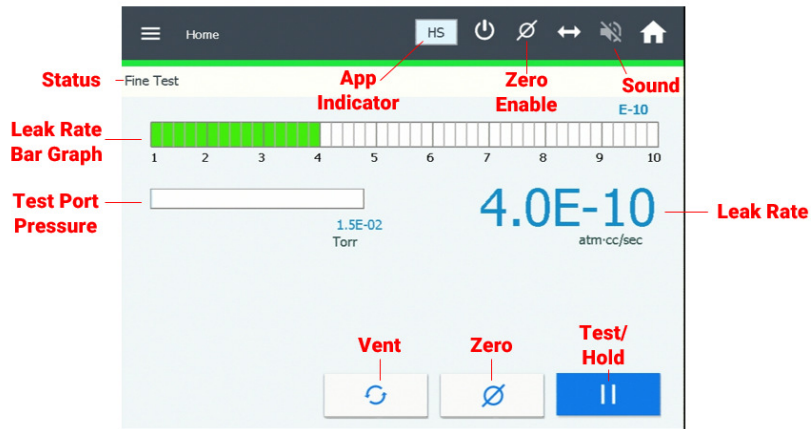 Home
HS
Status
Fine Test
App
Indicator
Zero
Enable
Sound
E-10
Leak Rate
Bar Graph
1 2 3 4 5 6 7 8 9 10
Test Port
Pressure
1.5E-02
Torr
4.0E-10
atm-cc/sec
Leak Rate
Vent
Zero
Test/
Hold